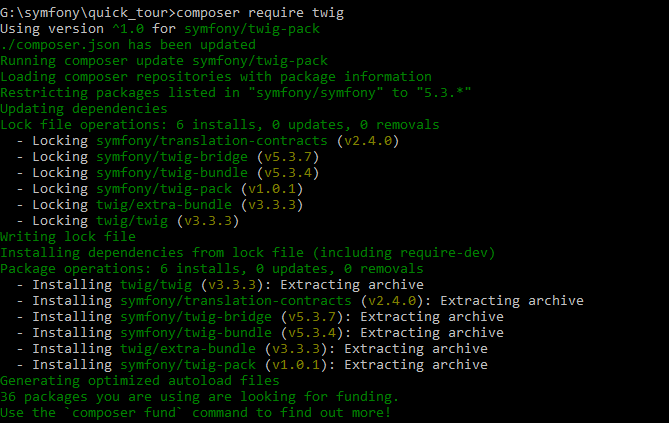 G:\symfony\quick_tour>composer require twig
Using version ^1.0 for symfony/twig-pack
./composer.json has been updated
Running composer update symfony/twig-pack
Loading composer repositories with package information
Restricting packages listed in "symfony/symfony" to "5.3.*"
Updating dependencies
Lock file operations: 6 installs, 0 updates, 0 removals
  - Locking symfony/translation-contracts (v2.4.0)
  - Locking symfony/twig-bridge (v5.3.7)
  - Locking symfony/twig-bundle (v5.3.4)
  - Locking symfony/twig-pack (v1.0.1)
  - Locking twig/extra-bundle (v3.3.3)
  - Locking twig/twig (v3.3.3)
Writing lock file
Installing dependencies from lock file (including require-dev)
Package operations: 6 installs, 0 updates, 0 removals
  - Installing twig/twig (v3.3.3): Extracting archive
  - Installing symfony/translation-contracts (v2.4.0): Extracting archive
  - Installing symfony/twig-bridge (v5.3.7): Extracting archive
  - Installing symfony/twig-bundle (v5.3.4): Extracting archive
  - Installing twig/extra-bundle (v3.3.3): Extracting archive
  - Installing symfony/twig-pack (v1.0.1): Extracting archive
Generating optimized autoload files
36 packages you are using are looking for funding.
Use the `composer fund` command to find out more!